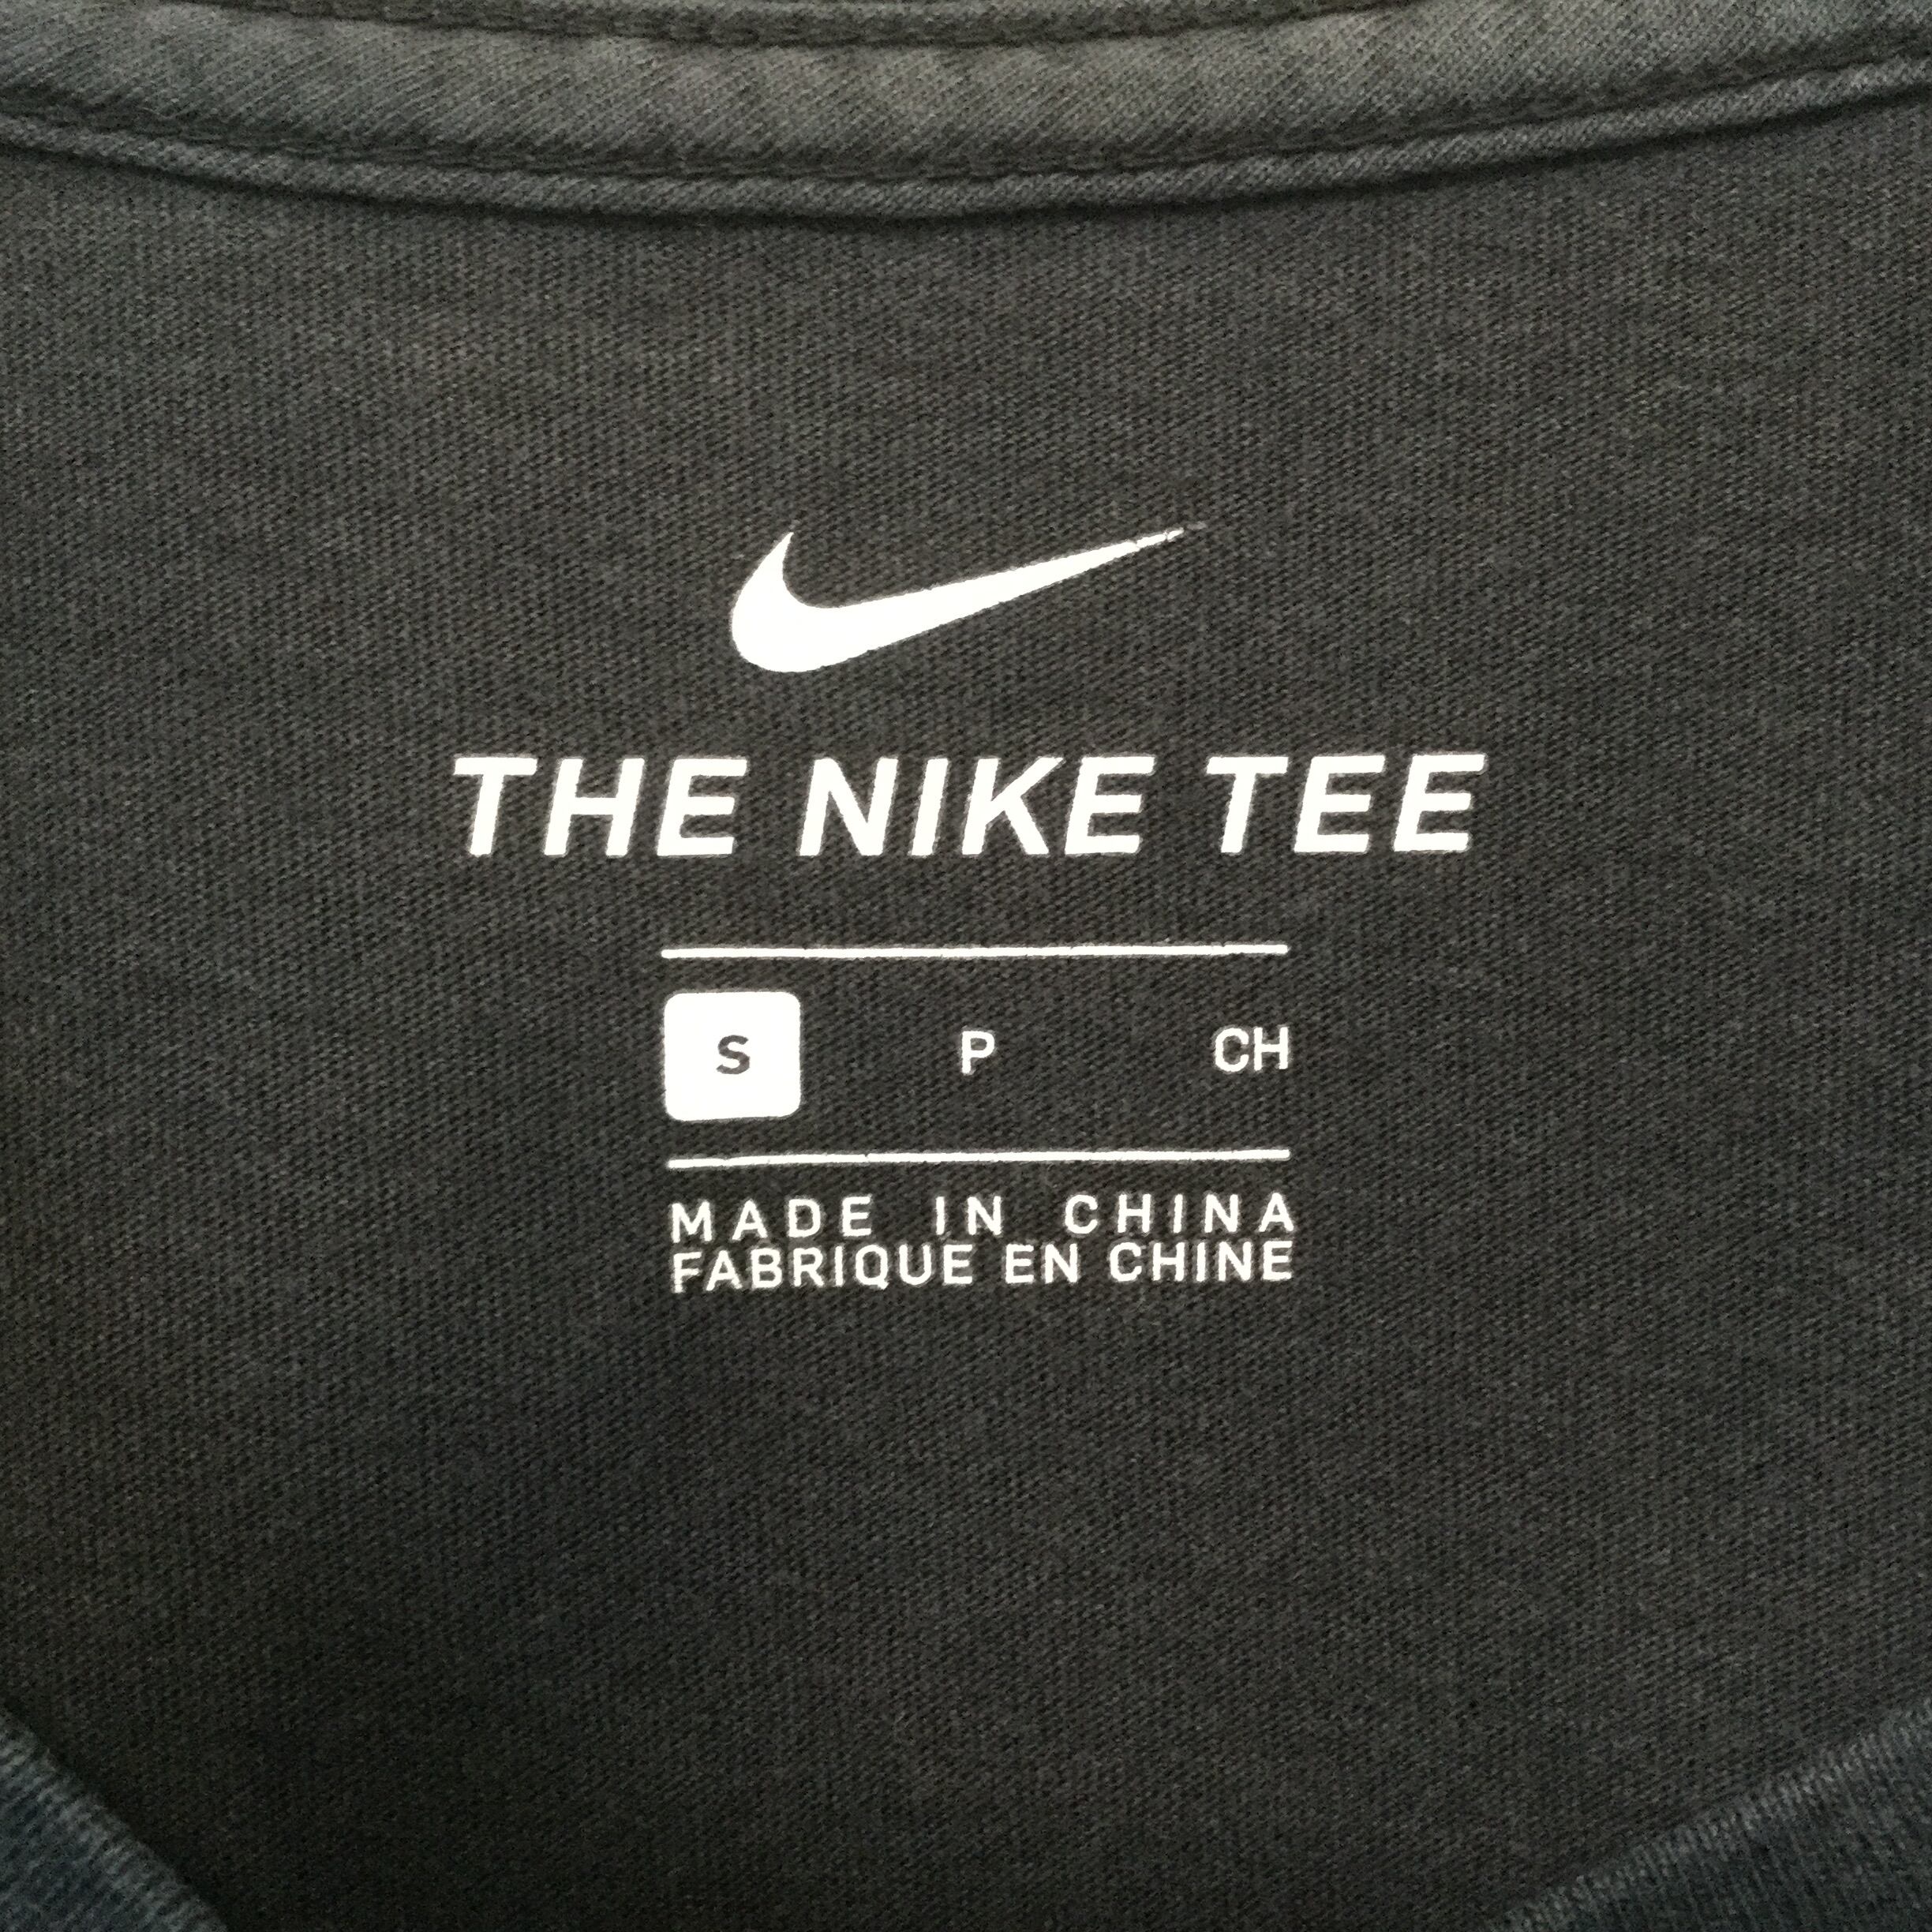 THE NIKE TEE
S P CH
MADE IN CHINA
FABRIQUE EN CHINE